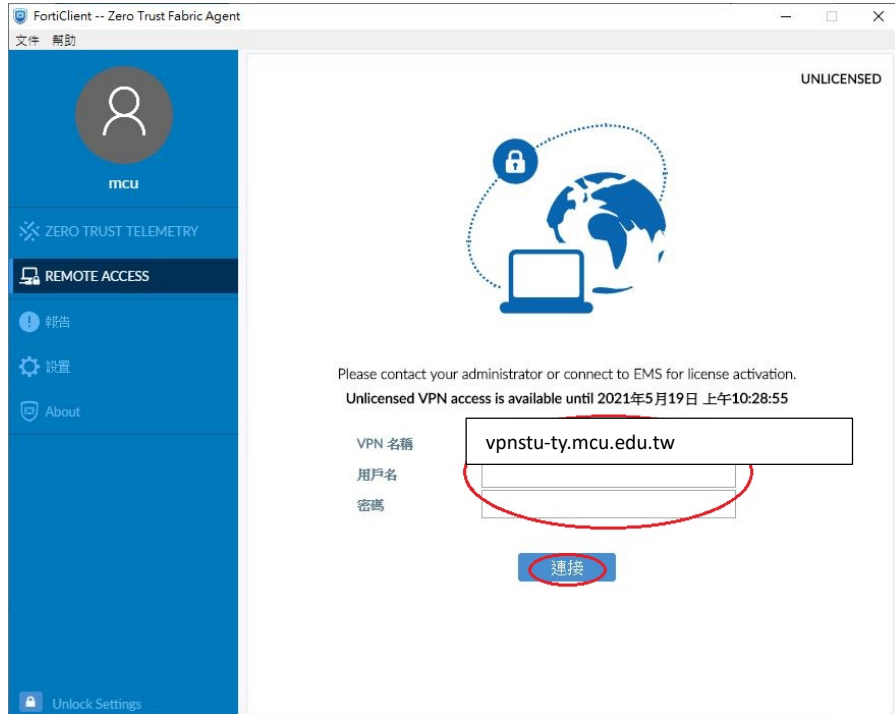 FortiClient -- Zero Trust Fabric Agent
文件 幫助
UNLICENSED
mcu
ZERO TRUST TELEMETRY
REMOTE ACCESS
報告
設置
About
Please contact your administrator or connect to EMS for license activation.
Unlicensed VPN access is available until 2021年5月19日 上午10:28:55
VPN 名稱 vpnstu-ty.mcu.edu.tw
用戶名
密碼
連接
Unlock Settings